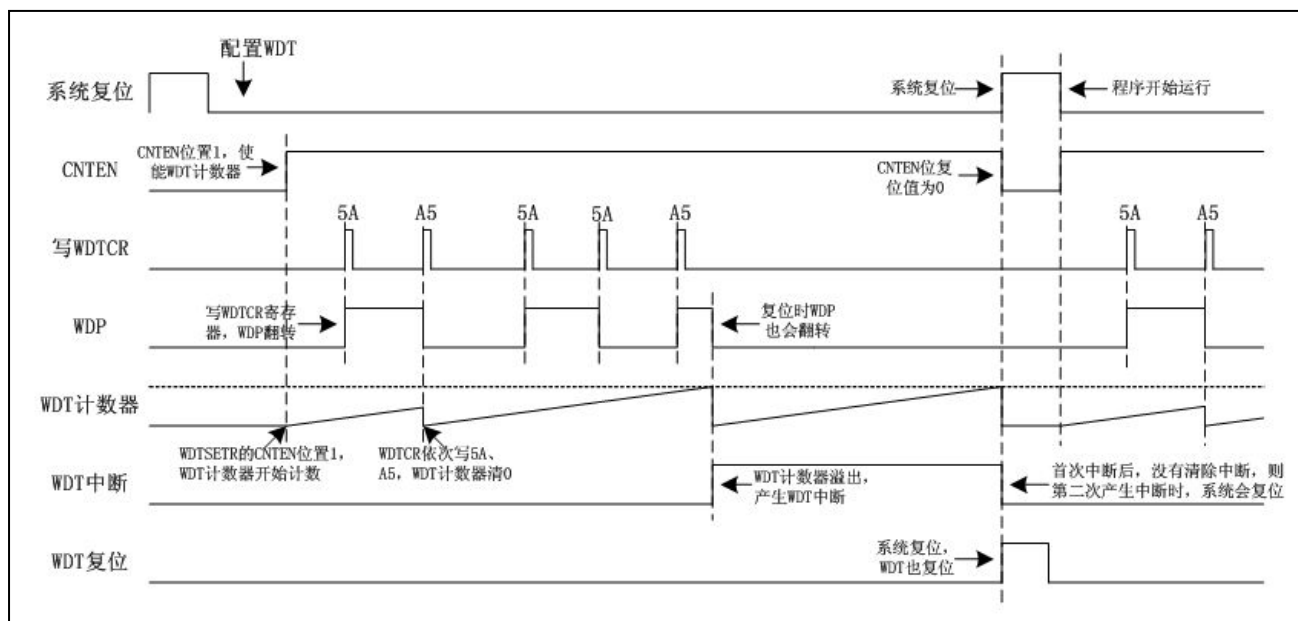 配置WDT
系统复位
系统复位
程序开始运行
CNTEN位置1, 使
能WDT计数器
CNTEN
CNTEN位复
位值为0
5A
A5
5A
5A
A5
5A
A5
写WDTCR
写WDTCR寄存
器, WDP翻转
WDP
复位时WDP
也会翻转
WDT计数器
WDTSETR的CNTEN位置1,
WDT计数器开始计数
WDTCR依次写5A、
A5, WDT计数器清0
WDT中断
WDT计数器溢出,
产生WDT中断
首次中断后, 没有清除中断, 则
第二次产生中断时, 系统会复位
WDT复位
系统复位,
WDT也复位